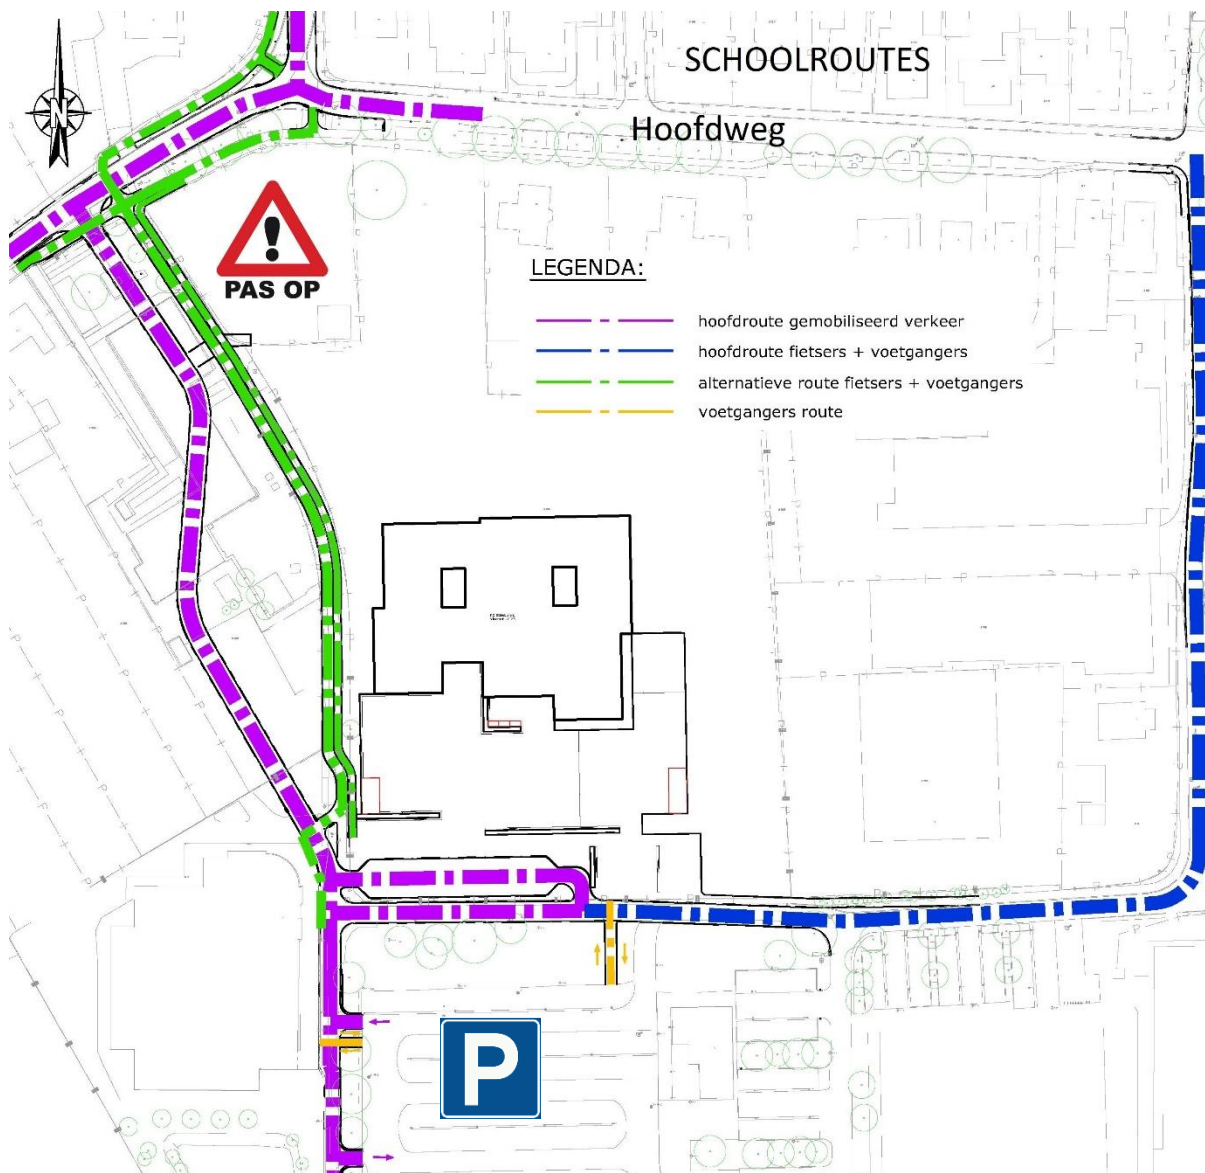 SCHOOLROUTES
Hoofdweg
N
PAS OP
LEGENDA:
hoofdroute gemobiliseerd verkeer
hoofdroute fietsers + voetgangers
alternatieve route fietsers + voetgangers
voetgangers route
P